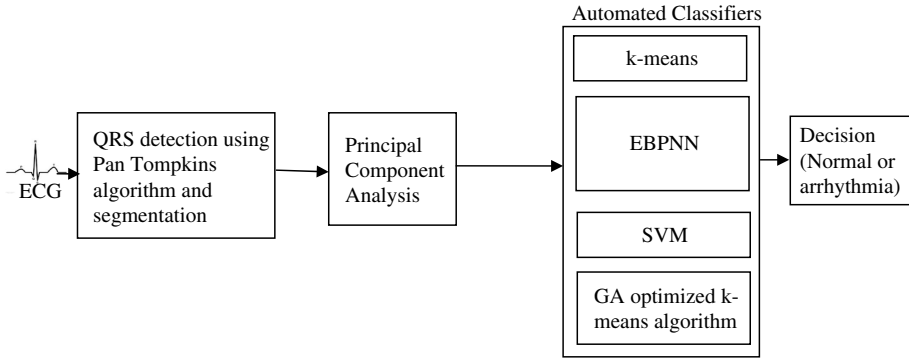 Automated Classifiers
ECG
QRS detection using
Pan Tompkins
algorithm and
segmentation
Principal
Component
Analysis
k-means
EBPNN
SVM
GA optimized k-
means algorithm
Decision
(Normal or
arrhythmia)